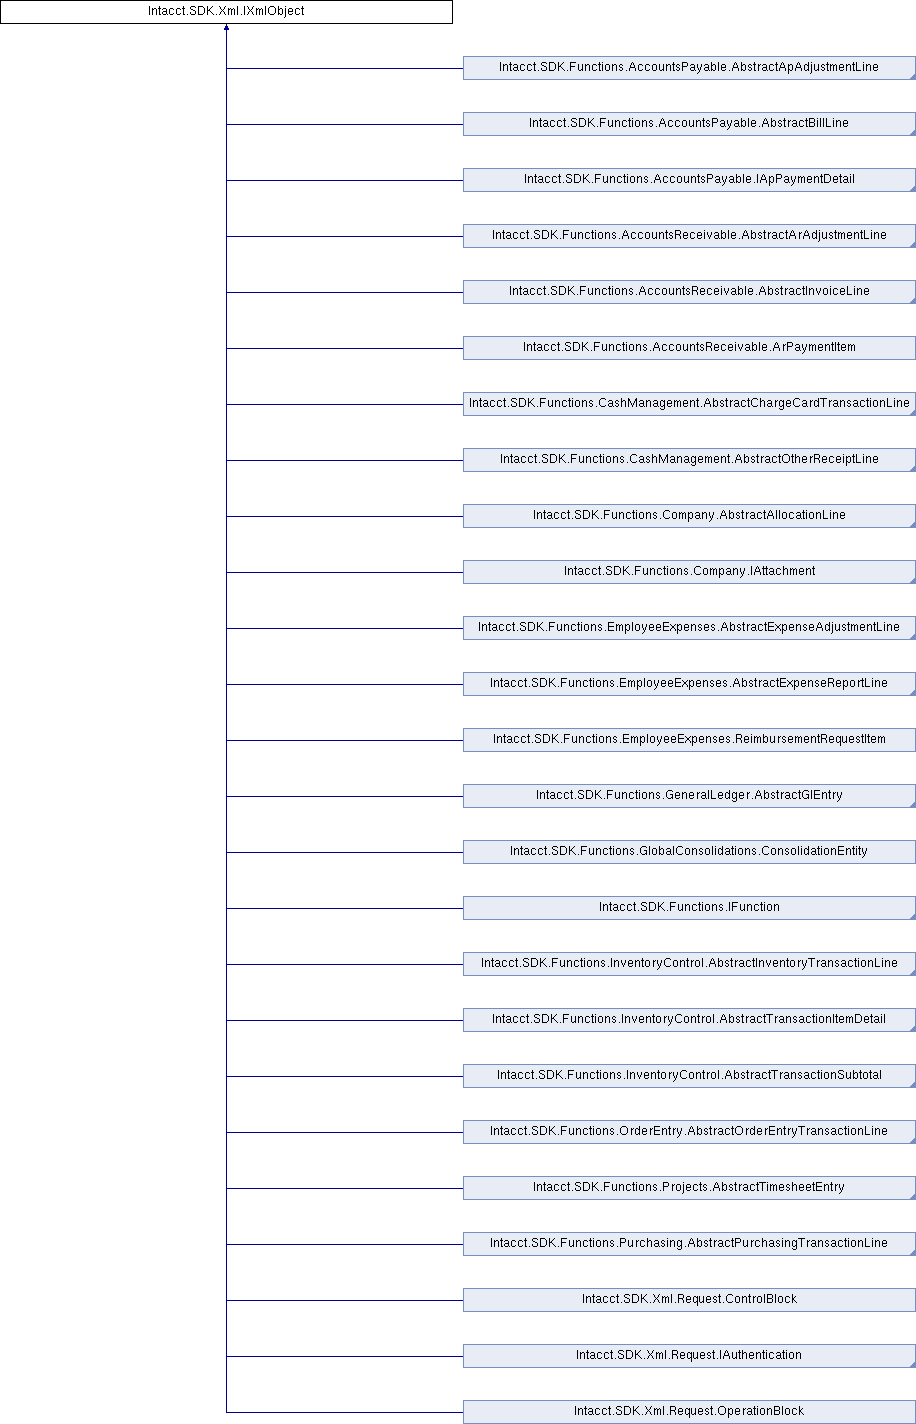 Intacct.SDK.Xml.IXmlObject
Intacct.SDK.Functions.AccountsPayable.AbstractApAdjustmentLine
Intacct.SDK.Functions.AccountsPayable.AbstractBillLine
Intacct.SDK.Functions.AccountsPayable.IApPaymentDetail
Intacct.SDK.Functions.AccountsReceivable.AbstractArAdjustmentLine
Intacct.SDK.Functions.AccountsReceivable.AbstractInvoiceLine
Intacct.SDK.Functions.AccountsReceivable.ArPaymentItem
Intacct.SDK.Functions.CashManagement.AbstractChargeCardTransactionLine
Intacct.SDK.Functions.CashManagement.AbstractOtherReceiptLine
Intacct.SDK.Functions.Company.AbstractAllocationLine
Intacct.SDK.Functions.Company.IAttachment
Intacct.SDK.Functions.EmployeeExpenses.AbstractExpenseAdjustmentLine
Intacct.SDK.Functions.EmployeeExpenses.AbstractExpenseReportLine
Intacct.SDK.Functions.EmployeeExpenses.ReimbursementRequestItem
Intacct.SDK.Functions.GeneralLedger.AbstractGlEntry
Intacct.SDK.Functions.GlobalConsolidations.ConsolidationEntity
Intacct.SDK.Functions.IFunction
Intacct.SDK.Functions.InventoryControl.AbstractInventoryTransactionLine
Intacct.SDK.Functions.InventoryControl.AbstractTransactionItemDetail
Intacct.SDK.Functions.InventoryControl.AbstractTransactionSubtotal
Intacct.SDK.Functions.OrderEntry.AbstractOrderEntryTransactionLine
Intacct.SDK.Functions.Projects.AbstractTimesheetEntry
Intacct.SDK.Functions.Purchasing.AbstractPurchasingTransactionLine
Intacct.SDK.Xml.Request.ControlBlock
Intacct.SDK.Xml.Request.IAuthentication
Intacct.SDK.Xml.Request.OperationBlock